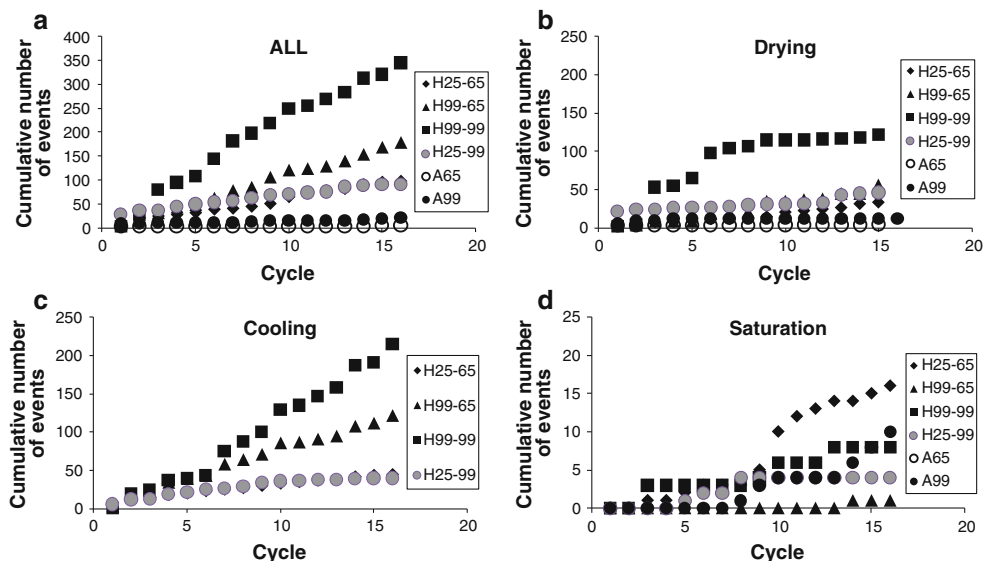 a
ALL
Cumulative number
of events
400
350
300
250
200
150
100
50
0
0 5 10 15 20
Cycle
H25-65
H99-65
H99-99
H25-99
A65
A99
b
Drying
Cumulative number
of events
250
200
150
100
50
0
0 5 10 15 20
Cycle
H25-65
H99-65
H99-99
H25-99
A65
A99
c
Cooling
Cumulative number
of events
250
200
150
100
50
0
0 5 10 15 20
Cycle
H25-65
H99-65
H99-99
H25-99
d
Saturation
Cumulative number
of events
25
20
15
10
5
0
0 5 10 15 20
Cycle
H25-65
H99-65
H99-99
H25-99
A65
A99